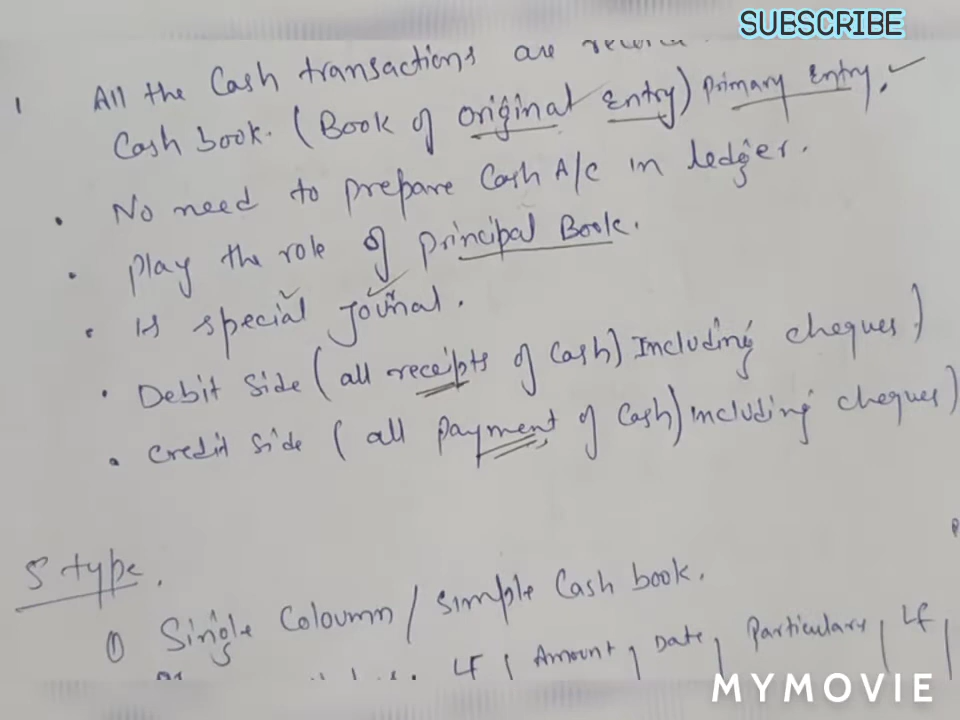 SUBSCRIBE
1 All the Cash transactions are
Cash book. (Book of original Entry) Primary Entry.
• No need to prepare Cash A/C in ledger.
• Play the role of principal Book.
• Is special Journal.
• Debit Side (all receipts of Cash) Including cheques)
• Credit Side (all payment of Cash) including cheques)
5 type.
① Single Coloumn / Simple Cash book.
LF | Amount | Date | Particulary | LF |
MYMOVIE